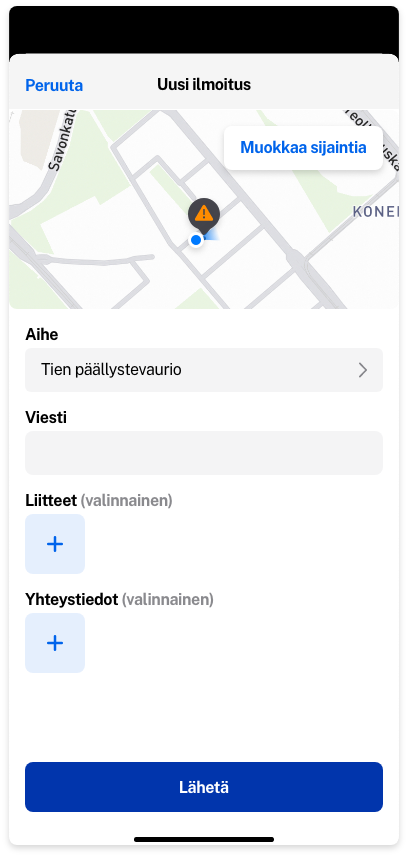 Peruuta
Uusi ilmoitus
Muokkaa sijaintia
KONE
Aihe
Tien päällystevaurio
Viesti
Liitteet (valinnainen)
Yhteystiedot (valinnainen)
Lähetä